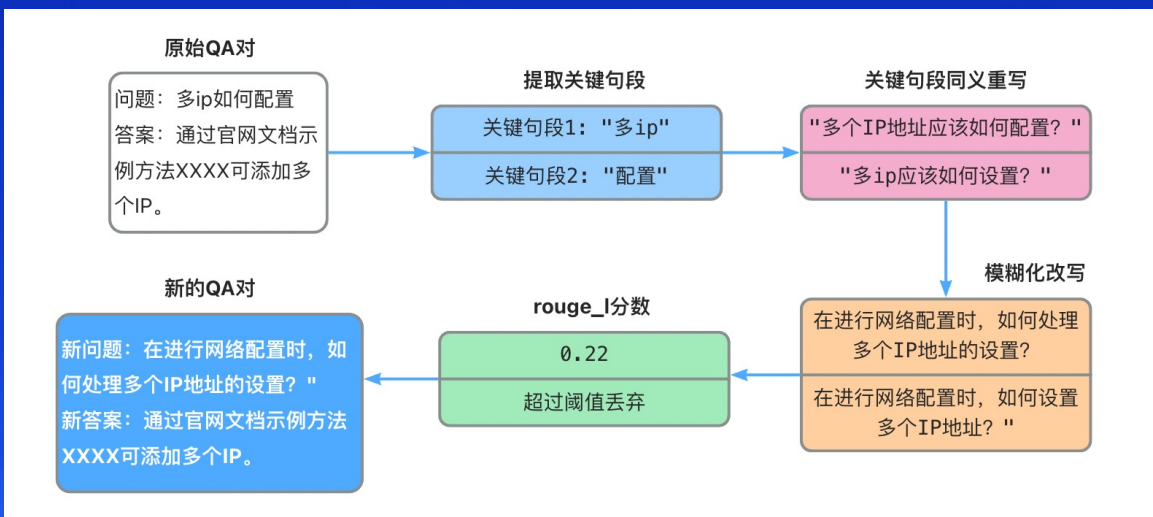 原始QA对
问题：多ip如何配置
答案：通过官网文档示
例方法XXXX可添加多
个IP。
提取关键句段
关键句段1: "多ip"
关键句段2: "配置"
关键句段同义重写
"多个IP地址应该如何配置？"
"多ip应该如何设置？"
模糊化改写
在进行网络配置时，如何处理
多个IP地址的设置?
在进行网络配置时，如何设置
多个IP地址？"
rouge_l分数
0.22
超过阈值丢弃
新的QA对
新问题：在进行网络配置时，如
何处理多个IP地址的设置？"
新答案：通过官网文档示例方法
XXXX可添加多个IP。